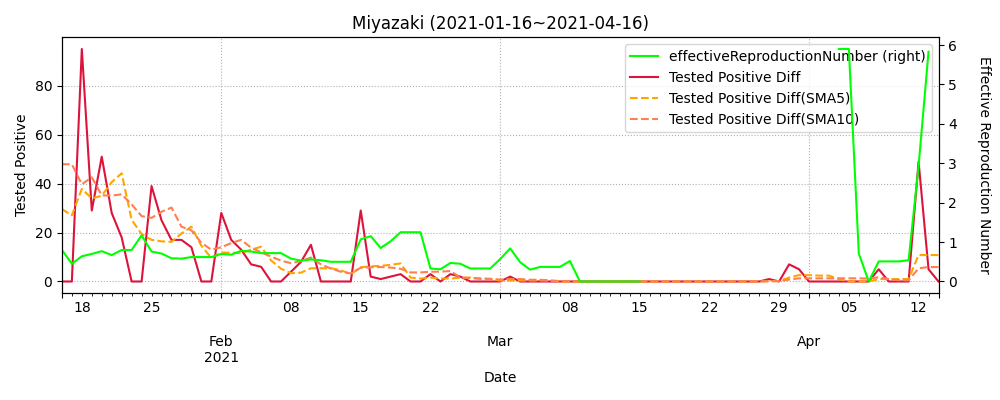 Miyazaki (2021-01-16~2021-04-16)
effectiveReproductionNumber (right)
Tested Positive Diff
Tested Positive Diff(SMA5)
Tested Positive Diff(SMA10)
Tested Positive
80
60
40
20
0
6
5
4
3
2
1
0
Effective Reproduction Number
18 25 08 15 22 08 15 22 29 05 12
Feb Mar Apr
2021
Date